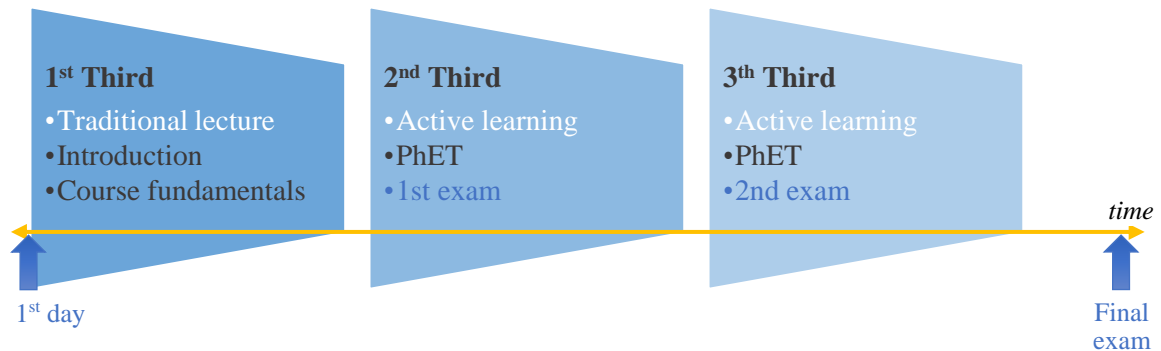 1st Third
•Traditional lecture
•Introduction
•Course fundamentals
2nd Third
•Active learning
•PhET
•1st exam
3th Third
•Active learning
•PhET
•2nd exam
time
1st day
Final
exam